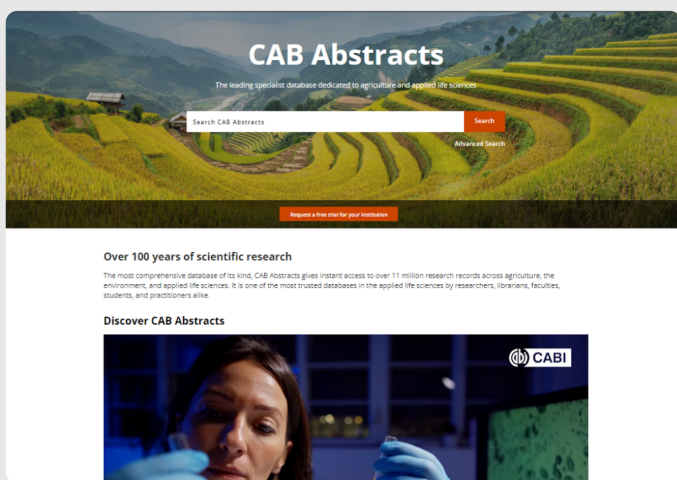 CAB Abstracts
The leading specialist database dedicated to agriculture and applied life sciences
Search CAB Abstracts
Search
Advanced Search
Request a free trial for your institution
Over 100 years of scientific research
The most comprehensive database of its kind, CAB Abstracts gives instant access to over 11 million research records across agriculture, the
environment, and applied life sciences. It is one of the most trusted databases in the applied life sciences by researchers, librarians, faculties,
students, and practitioners alike.
Discover CAB Abstracts
CABI